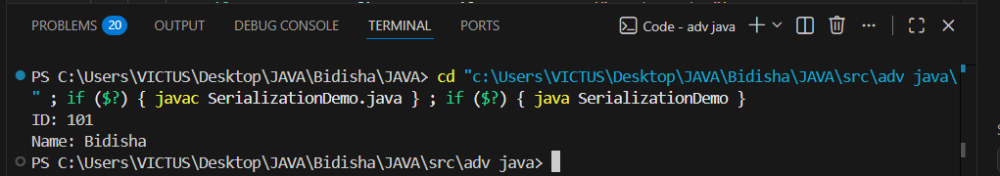 PROBLEMS 20 DEBUG CONSOLE TERMINAL PORTS Code - adv java
PS C:\Users\VICTUS\Desktop\JAVA\Bidisha\JAVA> cd "c:\Users\VICTUS\Desktop\JAVA\Bidisha\JAVA\src\adv java\
" ; if ($?) { javac SerializationDemo.java } ; if ($?) { java SerializationDemo }
ID: 101
Name: Bidisha
PS C:\Users\VICTUS\Desktop\JAVA\Bidisha\JAVA\src\adv java>